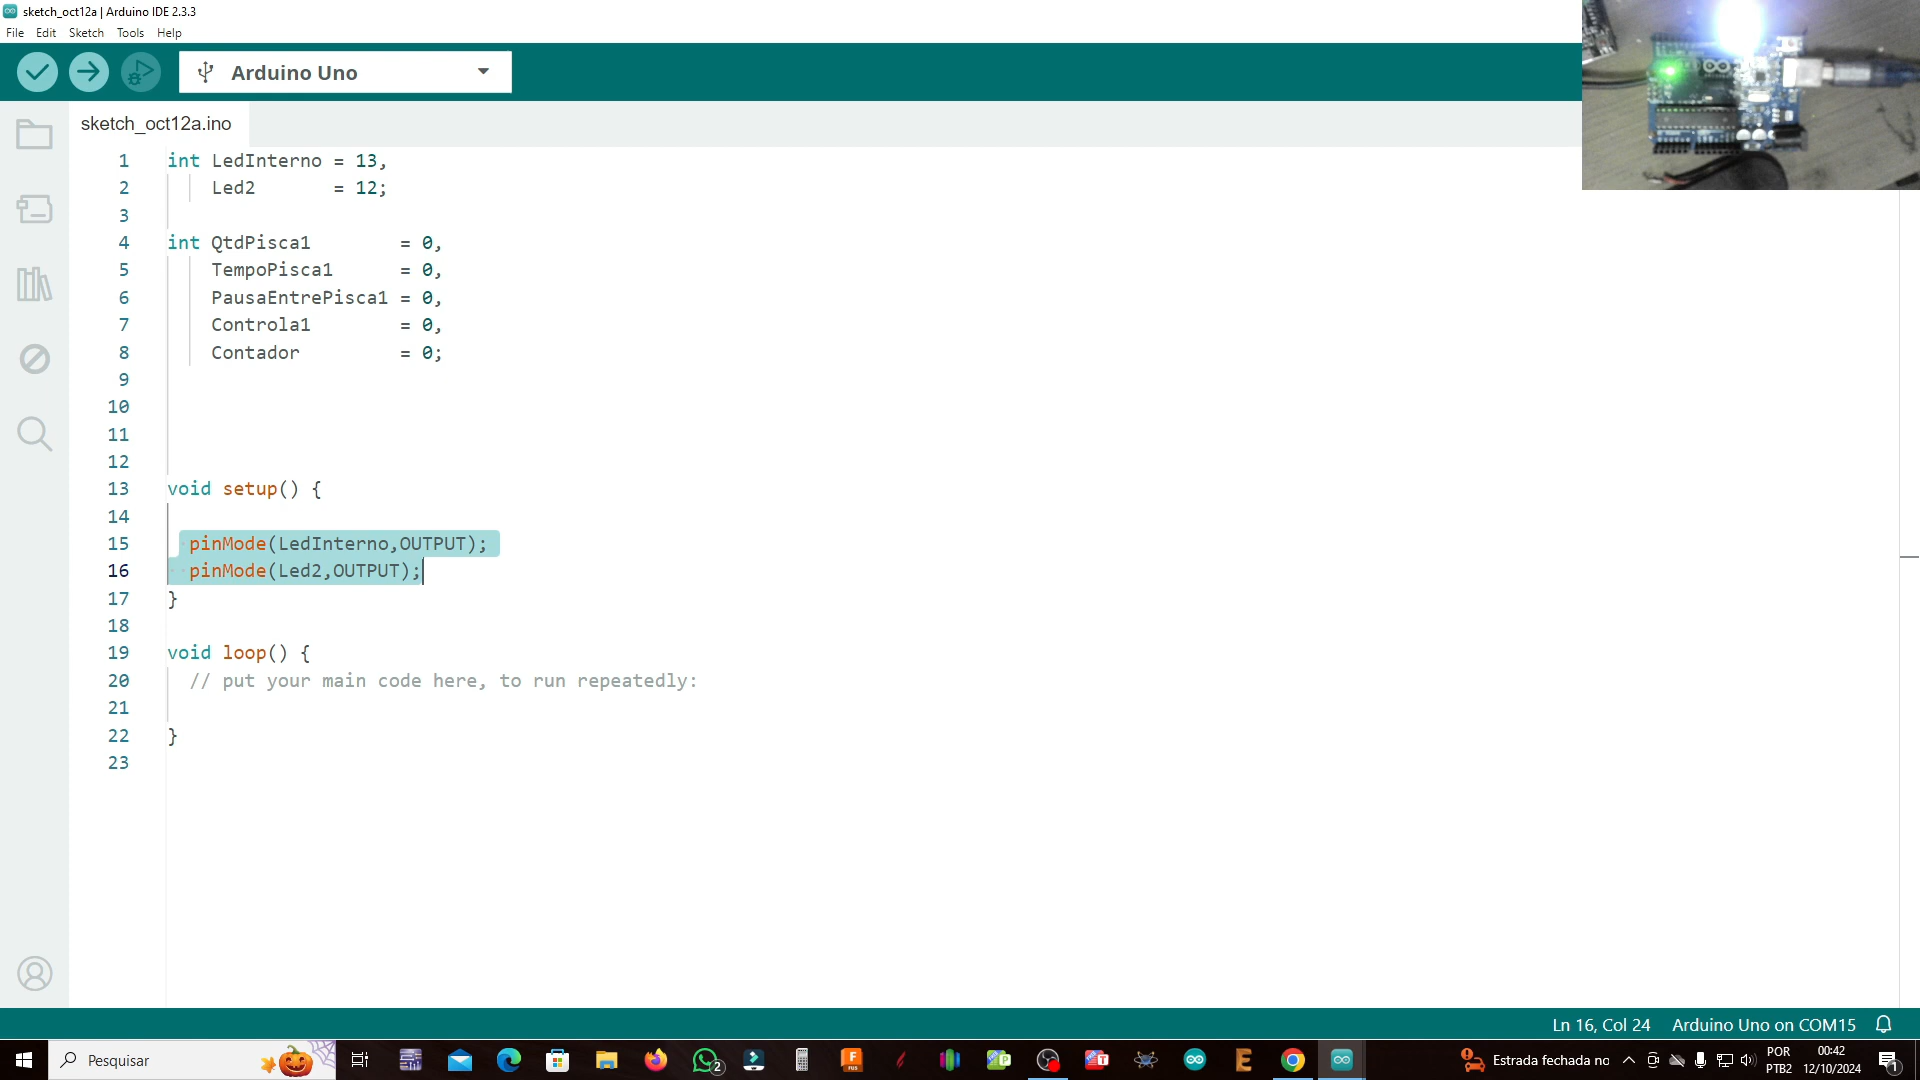 sketch_oct12a | Arduino IDE 2.3.3
File Edit Sketch Tools Help
Arduino Uno
sketch_oct12a.ino
1 int LedInterno = 13,
2 Led2 = 12;
3
4 int QtdPisca1 = 0,
5 TempoPisca1 = 0,
6 PausaEntrePisca1 = 0,
7 Controla1 = 0,
8 Contador = 0;
9
10
11
12
13 void setup() {
14
15 pinMode(LedInterno,OUTPUT);
16 pinMode(Led2,OUTPUT);
17 }
18
19 void loop() {
20 // put your main code here, to run repeatedly:
21
22 }
23
Ln 16, Col 24 Arduino Uno on COM15
Pesquisar
2
Estrada fechada no
POR
PTB2
00:42
12/10/2024
1